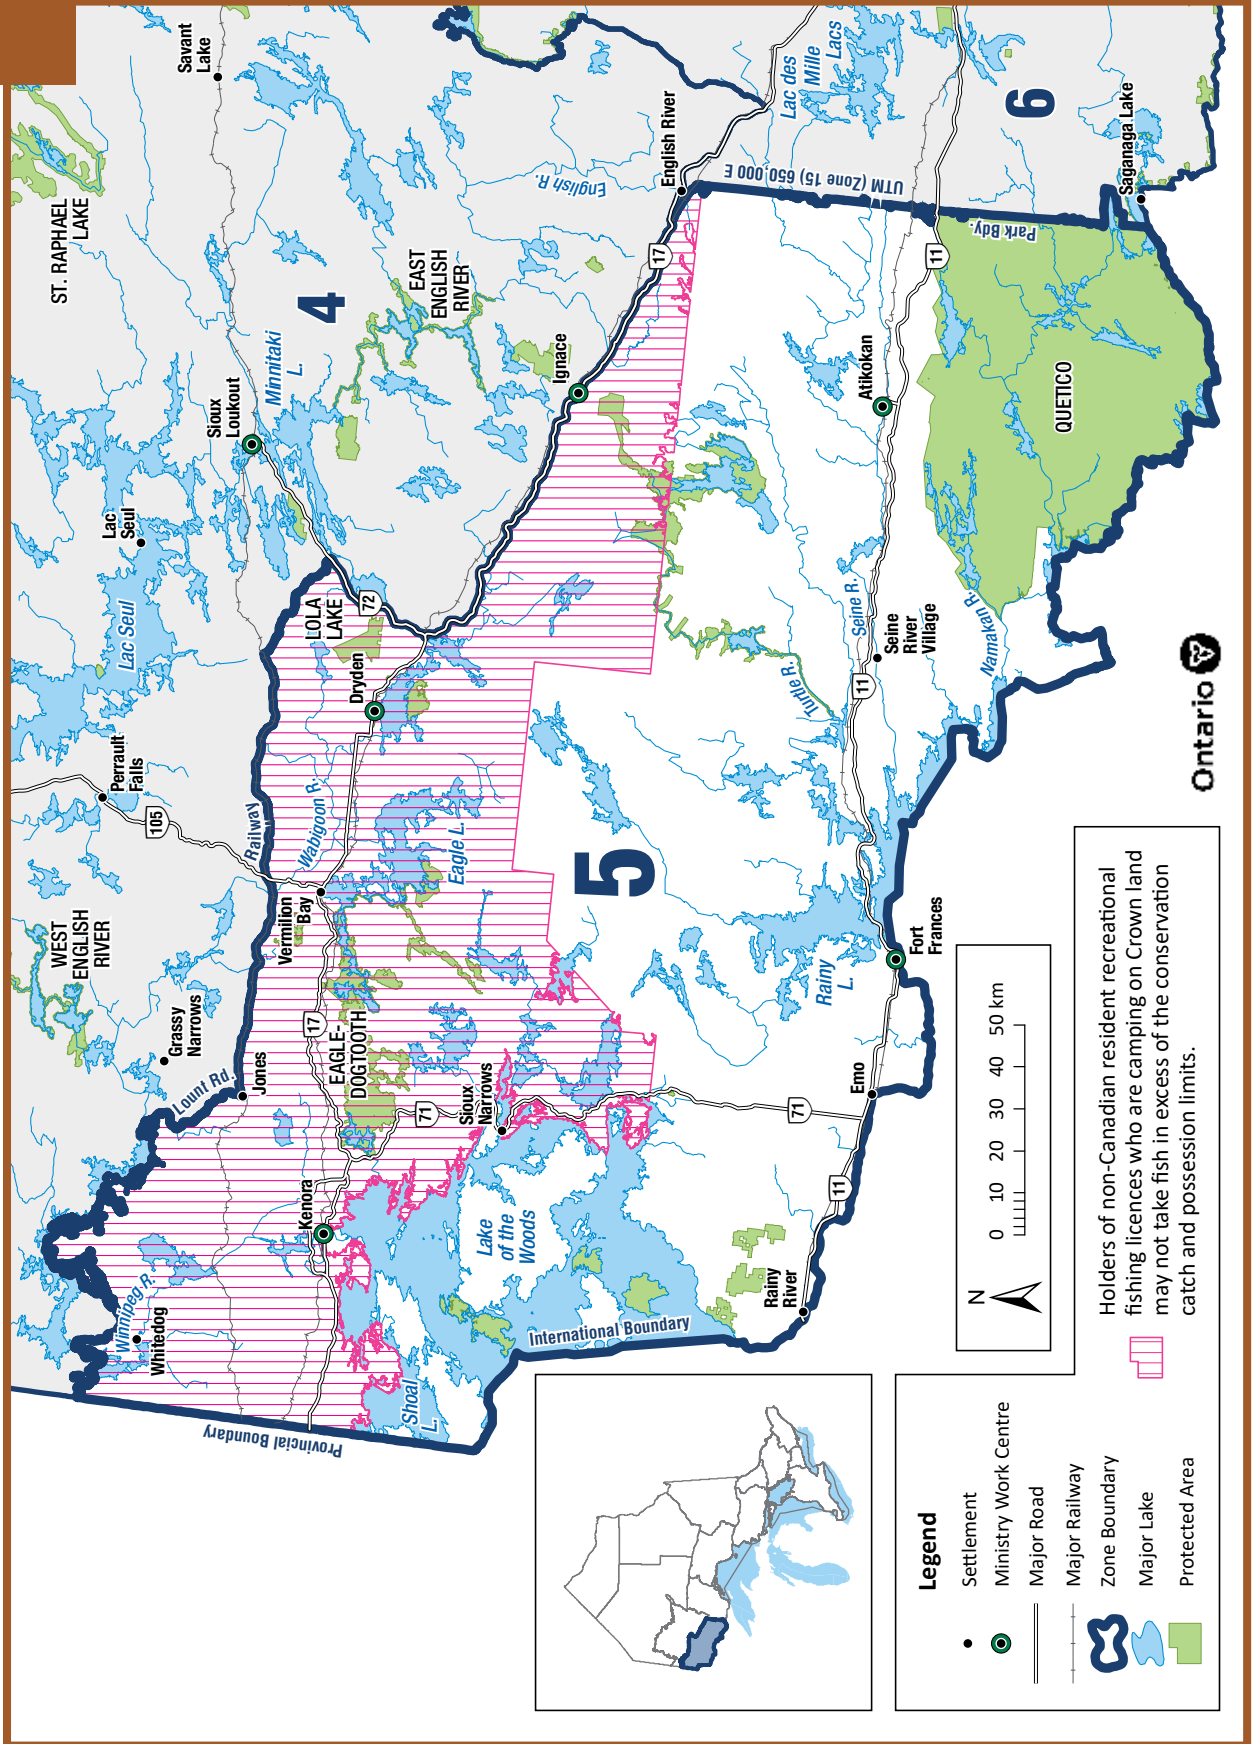 Savant
Lake
ST. RAPHAEL
LAKE
4
Sioux
Lookout
Minnitaki
L.
EAST
ENGLISH
RIVER
English R.
English River
Lac des
Mille
Lacs
6
Saganaga Lake
UTM (Zone 15) 650,000 E
Park Bdy.
17
11
Ignace
Atikokan
QUETICO
Lac
Seul
Lac Seul
LOLA
LAKE
72
Dryden
Perrault
Falls
105
Railway
Wabigoon R.
Eagle L.
Vermilion
Bay
WEST
ENGLISH
RIVER
Grassy
Narrows
Lount Rd.
Jones
17
EAGLE-
DOGTOOTH
71
Sioux
Narrows
5
Turtle R.
Seine R.
11
Seine
River
Village
Namakan R.
Rainy
L.
Fort
Frances
Emo
71
11
Kenora
Winnipeg R.
Whitedog
Lake
of the
Woods
Shoal
L.
Rainy
River
International Boundary
Provincial Boundary
Ontario
N
0 10 20 30 40 50 km
Legend
Settlement
Ministry Work Centre
Major Road
Major Railway
Zone Boundary
Major Lake
Protected Area
Holders of non-Canadian resident recreational
fishing licences who are camping on Crown land
may not take fish in excess of the conservation
catch and possession limits.